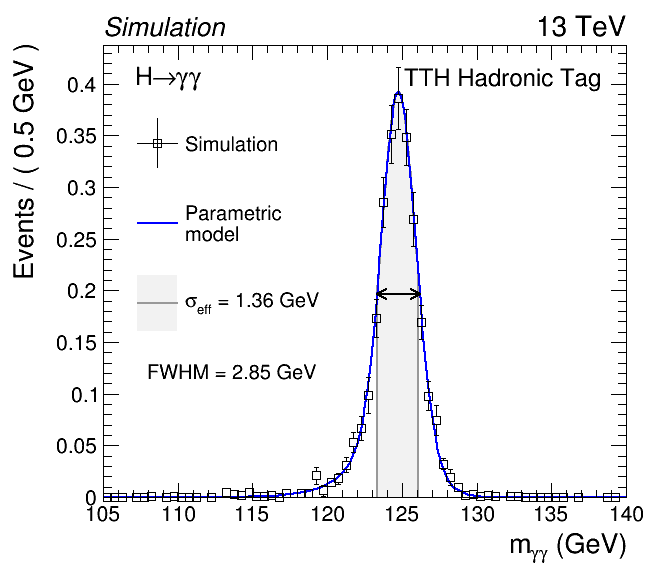 Simulation 13 TeV
Events / ( 0.5 GeV )
H→γγ
TTH Hadronic Tag
Simulation
Parametric
model
σeff = 1.36 GeV
FWHM = 2.85 GeV
0.4
0.35
0.3
0.25
0.2
0.15
0.1
0.05
0
105 110 115 120 125 130 135 140
mγγ (GeV)